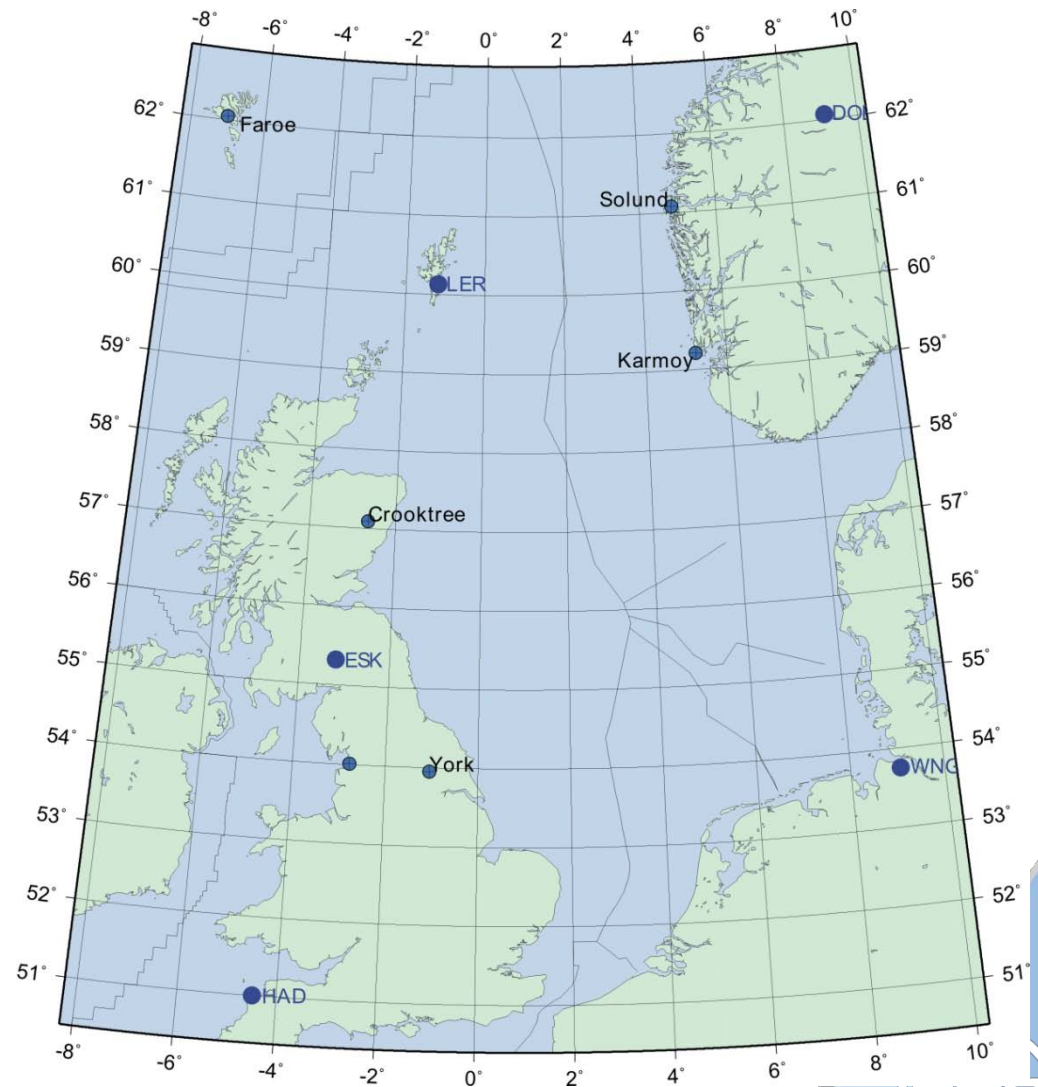 -8° -6° -4° -2° 0° 2° 4° 6° 8° 10°
62° Faroe DOI 62°
61° Solund 61°
60° LER 60°
59° Karmoy 59°
58° 58°
57° Crooktree 57°
56° 56°
55° ESK 55°
54° York WNG 54°
53° 53°
52° 52°
51° HAD 51°
-8° -6° -4° -2° 0° 2° 4° 6° 8° 10°